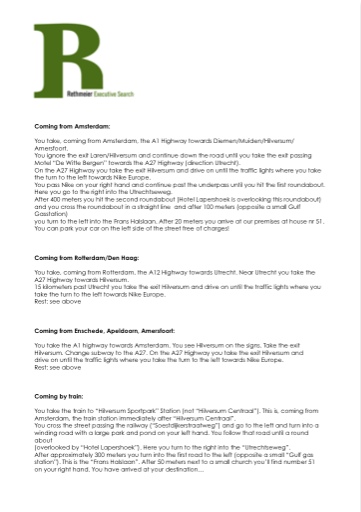 R
Rothmeier Executive Search
Coming from Amsterdam:
You take, coming from Amsterdam, the A1 Highway towards Diemen/Muiden/Hilversum/
Amersfoort.
You ignore the exit Laren/Hilversum and continue down the road until you take the exit passing
Motel "De Witte Bergen" towards the A27 Highway (direction Utrecht).
On the A27 Highway you take the exit Hilversum and drive on until the traffic lights where you take
the turn to the left towards Nike Europe.
You pass Nike on your right hand and continue past the underpass until you hit the first roundabout.
Here you go to the right into the Utrechtseweg.
After 400 meters you hit the second roundabout (Hotel Lapershoek is overlooking this roundabout)
and you cross the roundabout in a straight line and after 100 meters (opposite a small Gulf
Gasstation)
you turn to the left into the Frans Halslaan. After 20 meters you arrive at our premises at house nr 51.
You can park your car on the left side of the street free of charged
Coming from Rotterdam/Den Haag:
You take, coming from Rotterdam, the A12 Highway towards Utrecht. Near Utrecht you take the
A27 Highway towards Hilversum.
15 kilometers past Utrecht you take the exit Hilversum and drive on until the traffic lights where you
take the turn to the left towards Nike Europe.
Rest: see above
Coming from Enschede, Apeldoorn, Amersfoort:
You take the A1 highway towards Amsterdam. You see Hilversum on the signs. Take the exit
Hilversum. Change subway to the A27. On the A27 Highway you take the exit Hilversum and
drive on until the traffic lights where you take the turn to the left towards Nike Europe.
Rest: see above
Coming by train:
You take the train to "Hilversum Sportpark" Station (not "Hilversum Centraal"). This is, coming from
Amsterdam, the train station immediately after "Hilversum Centraal".
You cross the street passing the railway ("Soestdijkerstraatweg") and go to the left and turn into a
winding road with a large park and pond on your left hand. You follow that road until a round
about
(overlooked by "Hotel Lapershoek"). Here you turn to the right into the "Utrechtseweg".
After approximately 300 meters you turn into the first road to the left (opposite a small "Gulf gas
station"). This is the "Frans Halslaan". After 50 meters next to a church you'll find number 51
on your right hand. You have arrived at your destination…